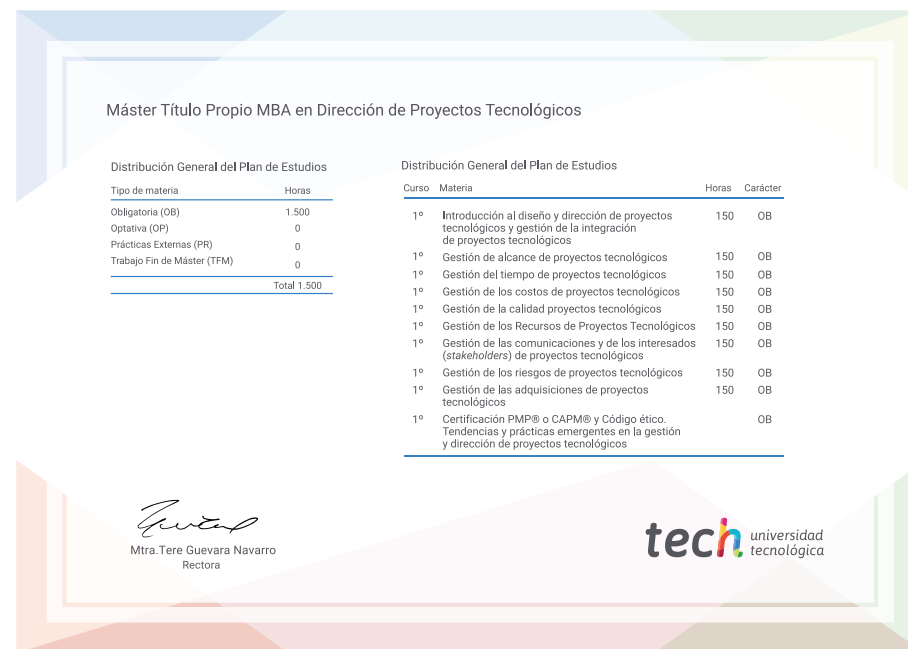 Máster Título Propio MBA en Dirección de Proyectos Tecnológicos
Distribución General del Plan de Estudios
Tipo de materia Horas
Obligatoria (OB) 1.500
Optativa (OP) 0
Prácticas Externas (PR) 0
Trabajo Fin de Máster (TFM) 0
Total 1.500
Distribución General del Plan de Estudios
Curso Materia Horas Carácter
1º Introducción al diseño y dirección de proyectos 150 OB
tecnológicos y gestión de la integración
de proyectos tecnológicos
1º Gestión de alcance de proyectos tecnológicos 150 OB
1º Gestión del tiempo de proyectos tecnológicos 150 OB
1º Gestión de los costos de proyectos tecnológicos 150 OB
1º Gestión de la calidad proyectos tecnológicos 150 OB
1º Gestión de los Recursos de Proyectos Tecnológicos 150 OB
1º Gestión de las comunicaciones y de los interesados 150 OB
(stakeholders) de proyectos tecnológicos
1º Gestión de los riesgos de proyectos tecnológicos 150 OB
1º Gestión de las adquisiciones de proyectos 150 OB
tecnológicos
1º Certificación PMP® o CAPM® y Código ético. OB
Tendencias y prácticas emergentes en la gestión
y dirección de proyectos tecnológicos
Mtra.Tere Guevara Navarro
Rectora
tech universidad
tecnológica